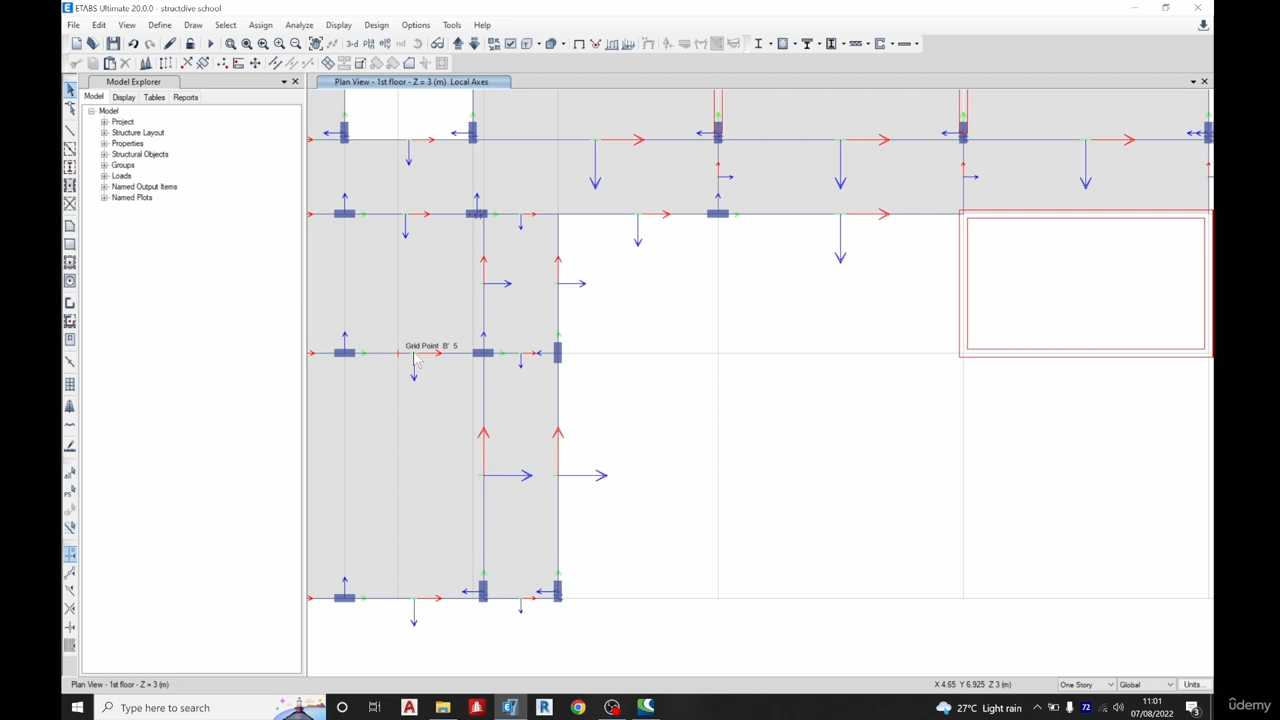 ETABS Ultimate 20.0.0 - structdive school
File Edit View Define Draw Select Assign Analyze Display Design Options Tools Help
3-d
nd
Model Explorer
Plan View - 1st floor - Z = 3 (m) Local Axes
Model Display Tables Reports
Model
Project
Structure Layout
Properties
Structural Objects
Groups
Loads
Named Output Items
Named Plots
Grid Point B' 5
Plan View - 1st floor - Z = 3 (m)
X 4.65 Y 6.925 Z 3 (m)
One Story
Global
Units...
Type here to search
72
27°C Light rain
11:01
07/08/2022
3
udemy